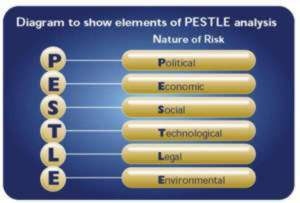 Diagram to show elements of PESTLE analysis
Nature of Risk
P Political
E Economic
S Social
T Technological
L Legal
E Environmental